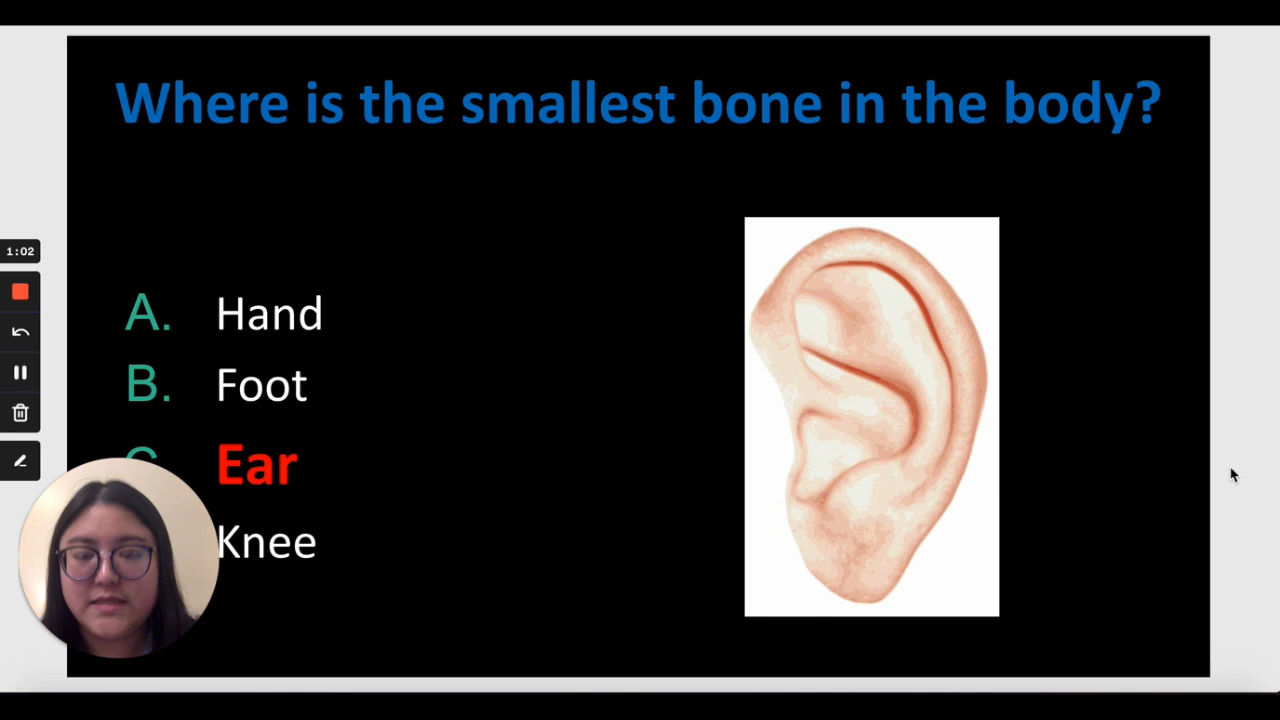 Where is the smallest bone in the body?
1:02
A. Hand
B. Foot
C. Ear
Knee